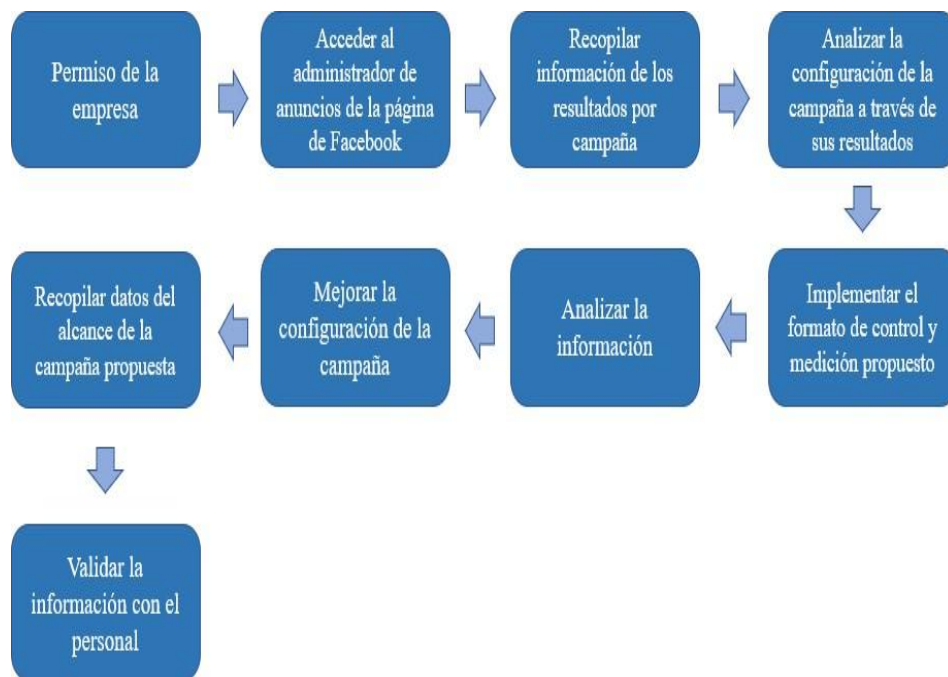 Permiso de la
empresa
Acceder al
administrador de
anuncios de la página
de Facebook
Recopilar
información de los
resultados por
campaña
Analizar la
configuración de la
campaña a través de
sus resultados
Implementar el
formato de control y
medición propuesto
Analizar la
información
Mejorar la
configuración de la
campaña
Recopilar datos del
alcance de la
campaña propuesta
Validar la
información con el
personal